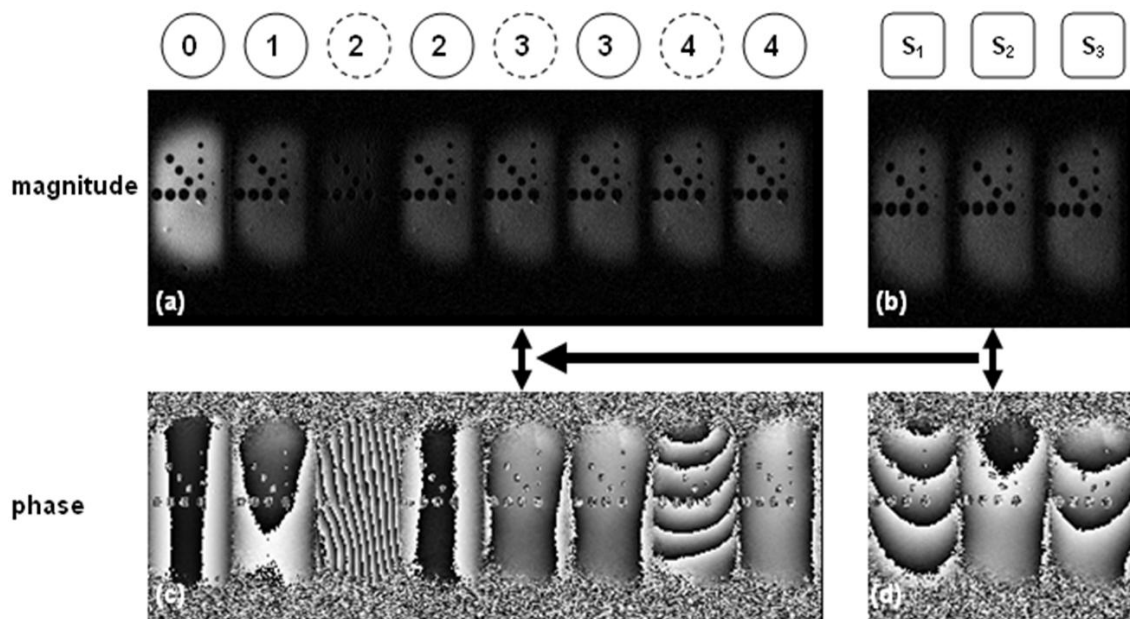 0 1 2 2 3 3 4 4 S₁ S₂ S₃
magnitude
(a) (b)
phase
(c) (d)